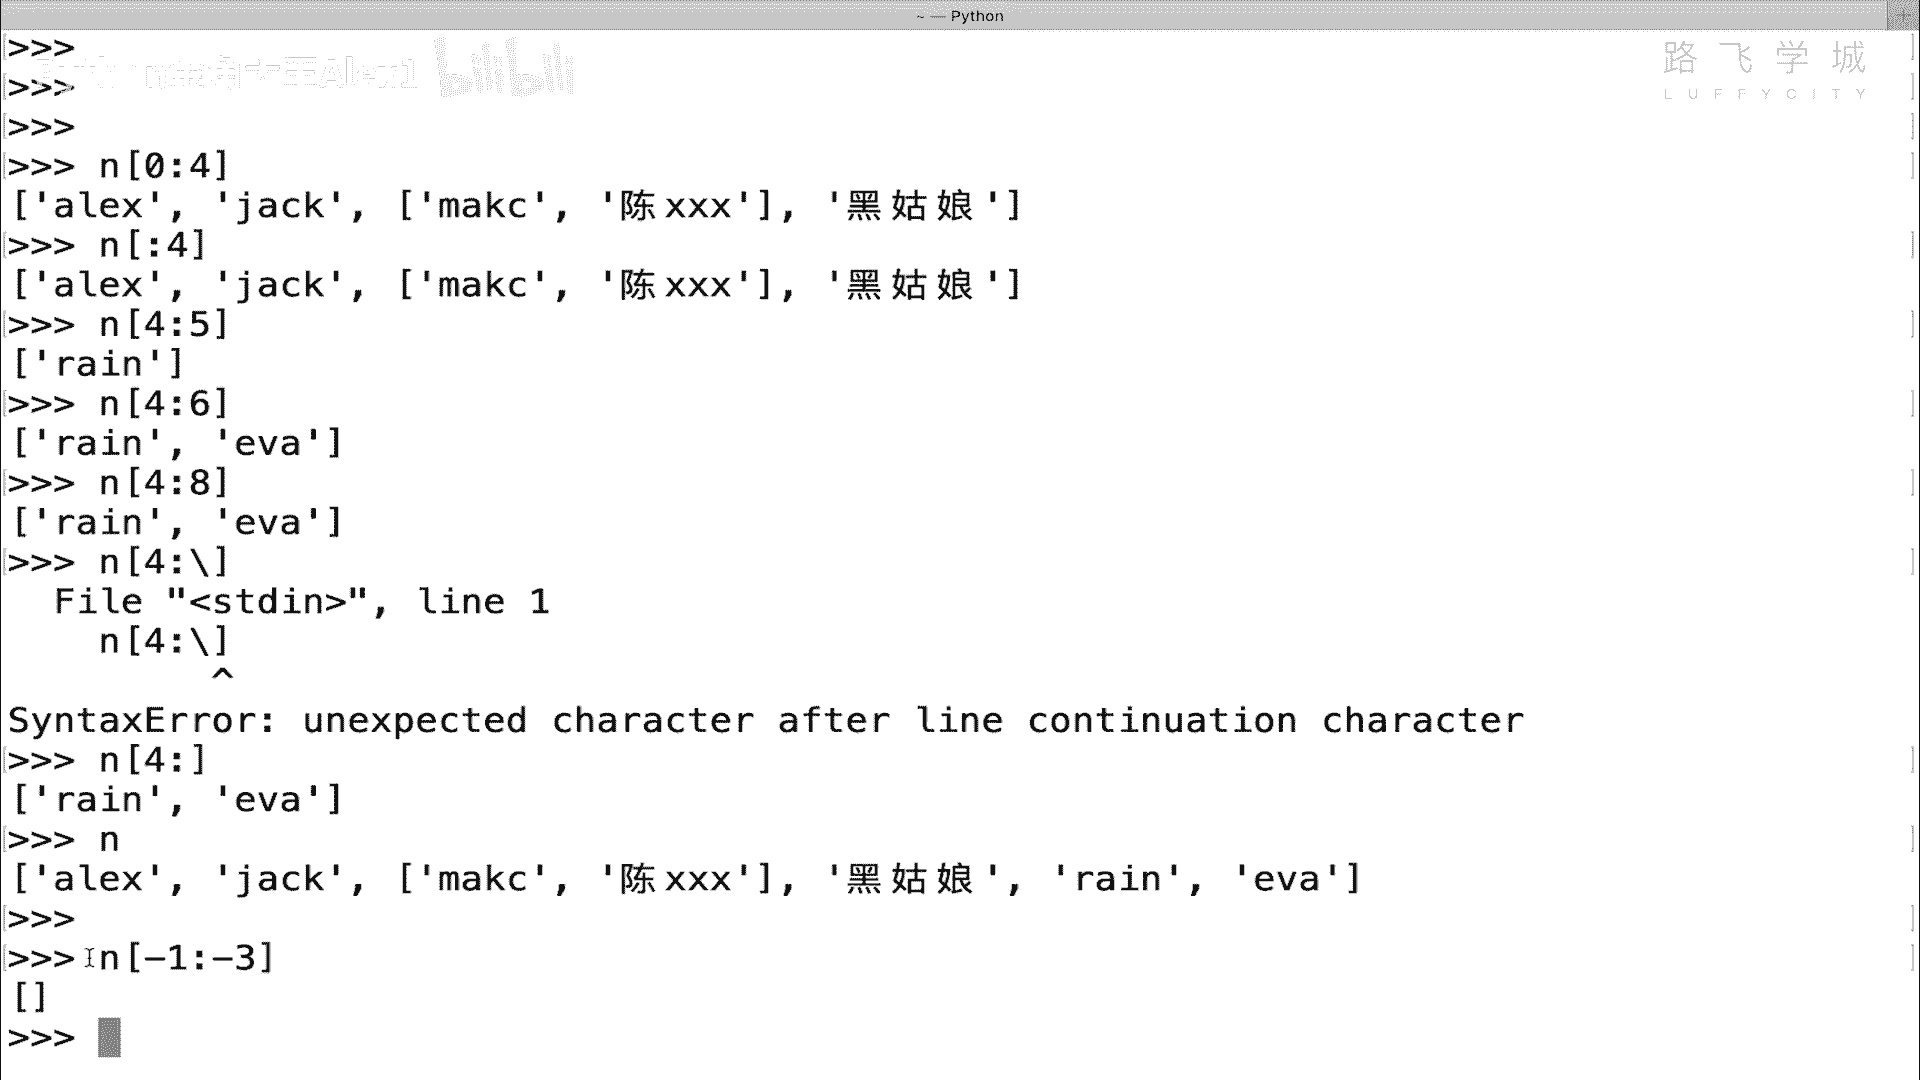 ~ — Python
>>>
>>>
>>>
>>> n[0:4]
['alex', 'jack', ['makc', '陈xxx'], '黑姑娘']
>>> n[:4]
['alex', 'jack', ['makc', '陈xxx'], '黑姑娘']
>>> n[4:5]
['rain']
>>> n[4:6]
['rain', 'eva']
>>> n[4:8]
['rain', 'eva']
>>> n[4:\]
  File "<stdin>", line 1
    n[4:\]
         ^
SyntaxError: unexpected character after line continuation character
>>> n[4:]
['rain', 'eva']
>>> n
['alex', 'jack', ['makc', '陈xxx'], '黑姑娘', 'rain', 'eva']
>>>
>>> n[-1:-3]
[]
>>>
Alex1 bilibili
路飞学城
LUFFYCITY